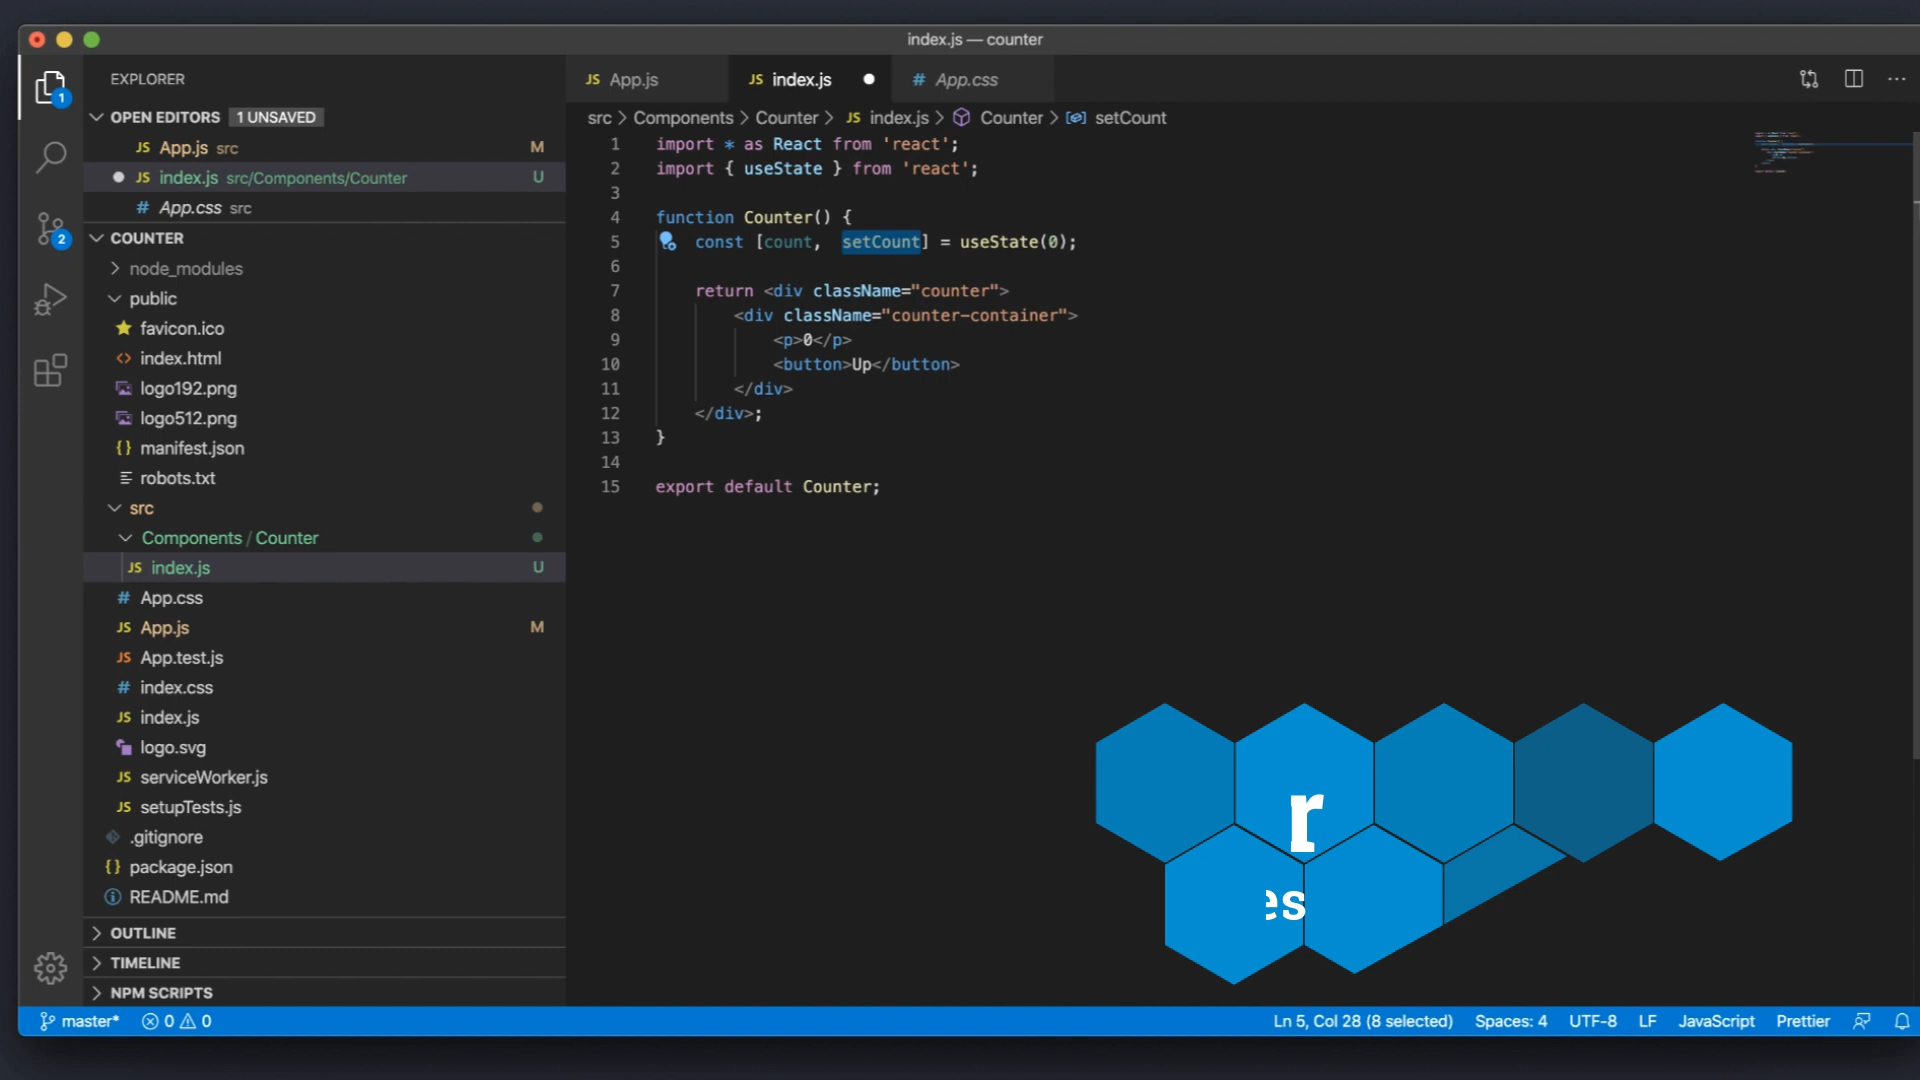 index.js — counter
EXPLORER
OPEN EDITORS 1 UNSAVED
JS App.js src M
JS index.js src/Components/Counter U
# App.css src
COUNTER
node_modules
public
favicon.ico
<> index.html
logo192.png
logo512.png
{} manifest.json
robots.txt
src
Components / Counter
JS index.js U
# App.css
JS App.js M
JS App.test.js
# index.css
JS index.js
logo.svg
JS serviceWorker.js
JS setupTests.js
.gitignore
{} package.json
README.md
OUTLINE
TIMELINE
NPM SCRIPTS
1
2
JS App.js
JS index.js
# App.css
src > Components > Counter > JS index.js > Counter > setCount
1 import * as React from 'react';
2 import { useState } from 'react';
3
4 function Counter() {
5 const [count, setCount] = useState(0);
6
7 return <div className="counter">
8 <div className="counter-container">
9 <p>0</p>
10 <button>Up</button>
11 </div>
12 </div>;
13 }
14
15 export default Counter;
r
es
master* 0 0 Ln 5, Col 28 (8 selected) Spaces: 4 UTF-8 LF JavaScript Prettier